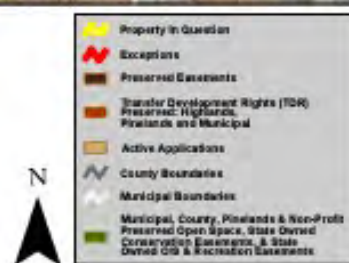 Property In Question
Exceptions
Preserved Easements
Transfer Development Rights (TDR)
Preserved: Highlands,
Pinelands and Municipal
Active Applications
County Boundaries
Municipal Boundaries
Municipal, County, Pinelands & Non-Profit
Preserved Open Space, State Owned
Conservation Easements, & State
Owned O/S & Recreation Easements
N